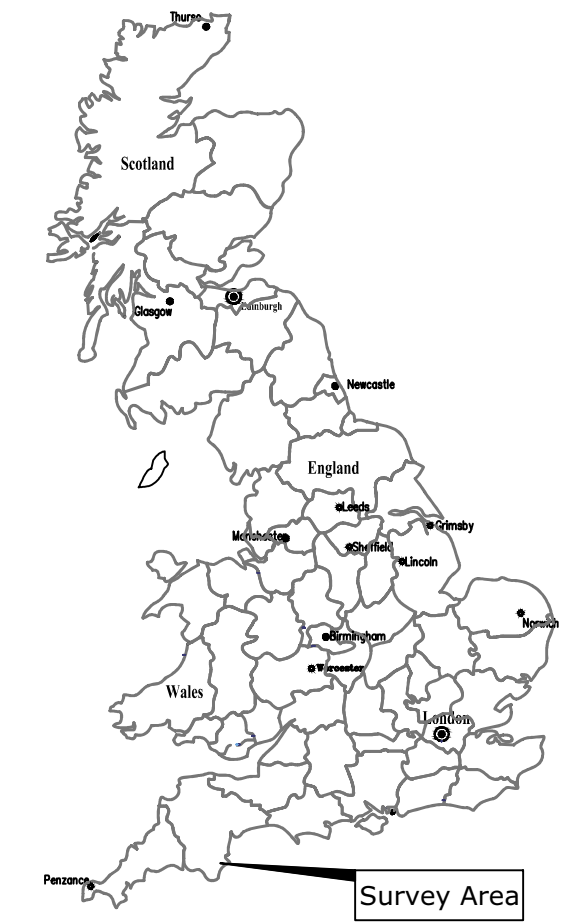 Thurso
Scotland
Edinburgh
Glasgow
Newcastle
England
Leeds
Grimsby
Manchester
Sheffield
Lincoln
Norwich
Birmingham
Worcester
Wales
London
Penzance
Survey Area